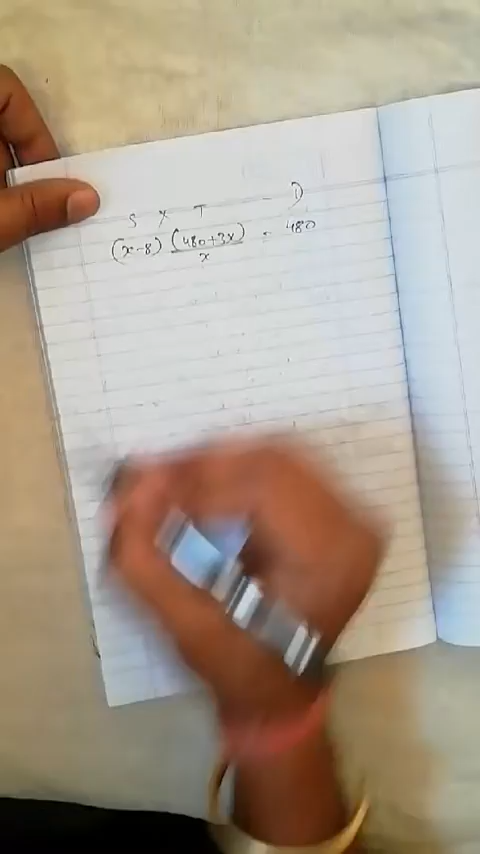 S × T = D
(x-8) (480+3x)/x = 480